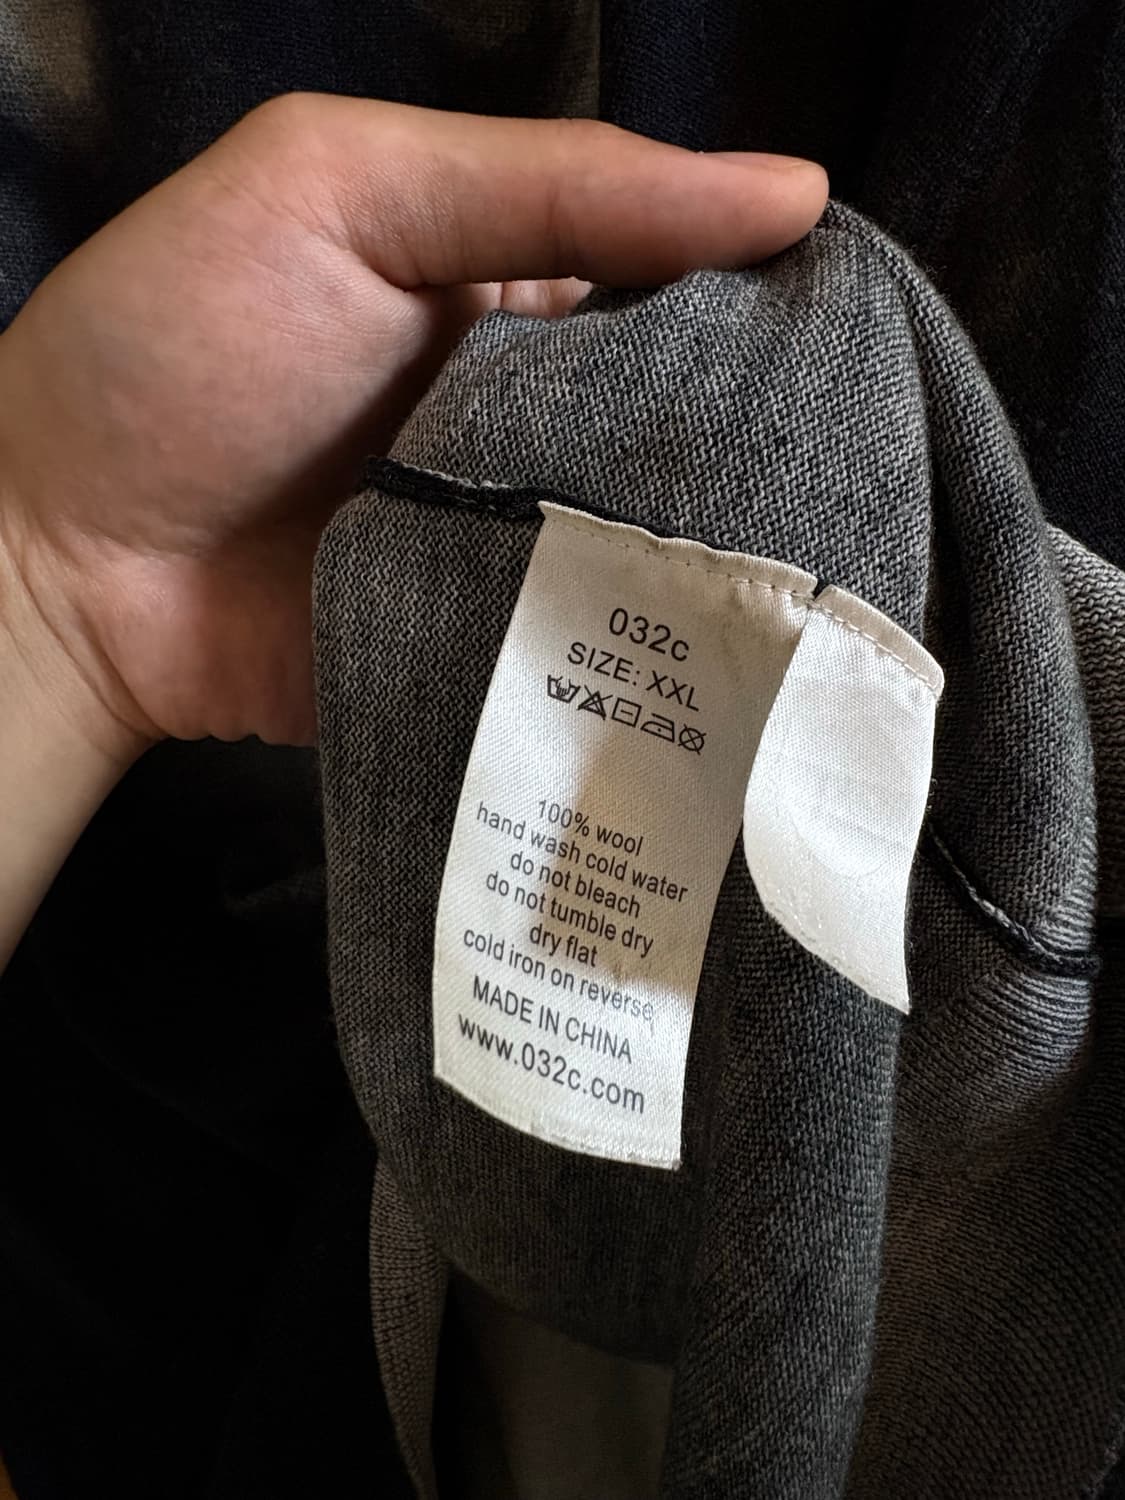 032c
SIZE: XXL
100% wool
hand wash cold water
do not bleach
do not tumble dry
dry flat
cold iron on reverse
MADE IN CHINA
www.032c.com